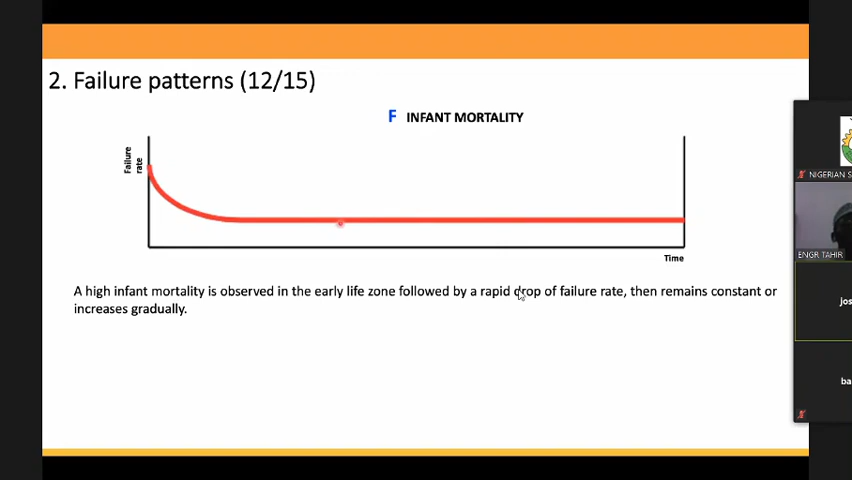 2. Failure patterns (12/15)
F INFANT MORTALITY
Failure
rate
Time
A high infant mortality is observed in the early life zone followed by a rapid drop of failure rate, then remains constant or
increases gradually.
NIGERIAN S
ENGR TAHIR
jos
ba